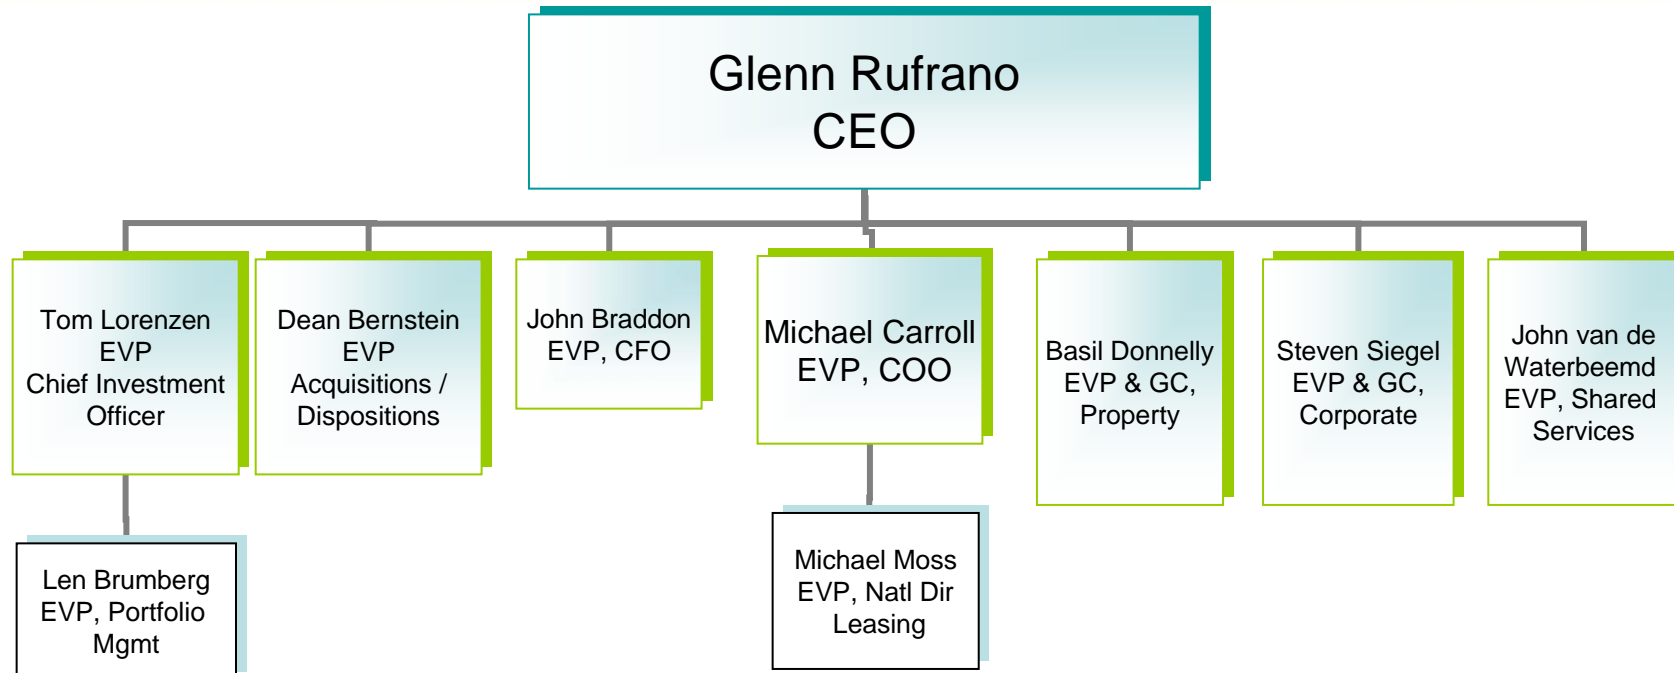 Glenn Rufrano
CEO
Tom Lorenzen
EVP
Chief Investment
Officer
Dean Bernstein
EVP
Acquisitions /
Dispositions
John Braddon
EVP, CFO
Michael Carroll
EVP, COO
Basil Donnelly
EVP & GC,
Property
Steven Siegel
EVP & GC,
Corporate
John van de
Waterbeemd
EVP, Shared
Services
Len Brumberg
EVP, Portfolio
Mgmt
Michael Moss
EVP, Natl Dir
Leasing